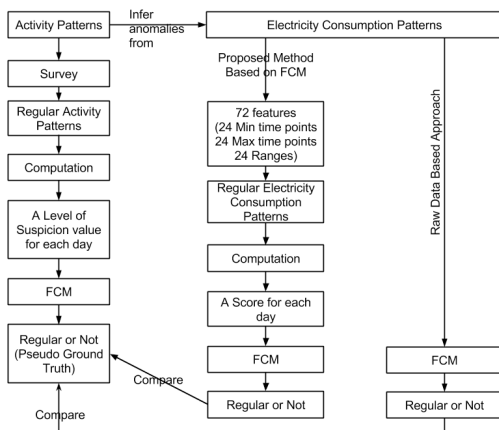 Activity Patterns
Infer
anomalies
from
Electricity Consumption Patterns
Survey
Regular Activity
Patterns
Computation
A Level of
Suspicion value
for each day
FCM
Regular or Not
(Pseudo Ground
Truth)
Compare
Proposed Method
Based on FCM
72 features
(24 Min time points
24 Max time points
24 Ranges)
Regular Electricity
Consumption
Patterns
Computation
A Score for each
day
FCM
Regular or Not
Compare
Raw Data Based Approach
FCM
Regular or Not